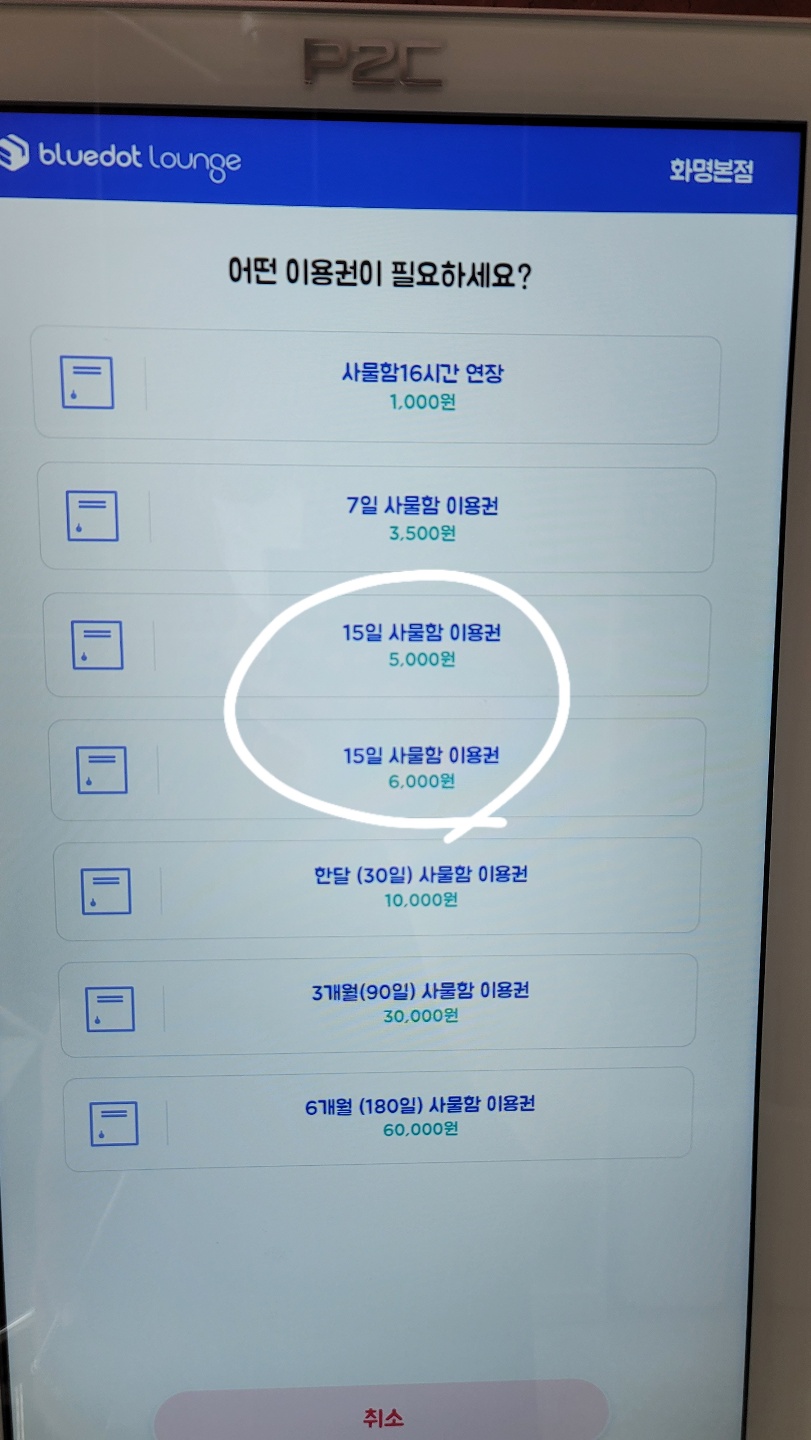 P2C
bluedot lounge
화명본점
어떤 이용권이 필요하세요?
사물함16시간 연장
1,000원
7일 사물함 이용권
3,500원
15일 사물함 이용권
5,000원
15일 사물함 이용권
6,000원
한달 (30일) 사물함 이용권
10,000원
3개월(90일) 사물함 이용권
30,000원
6개월 (180일) 사물함 이용권
60,000원
취소